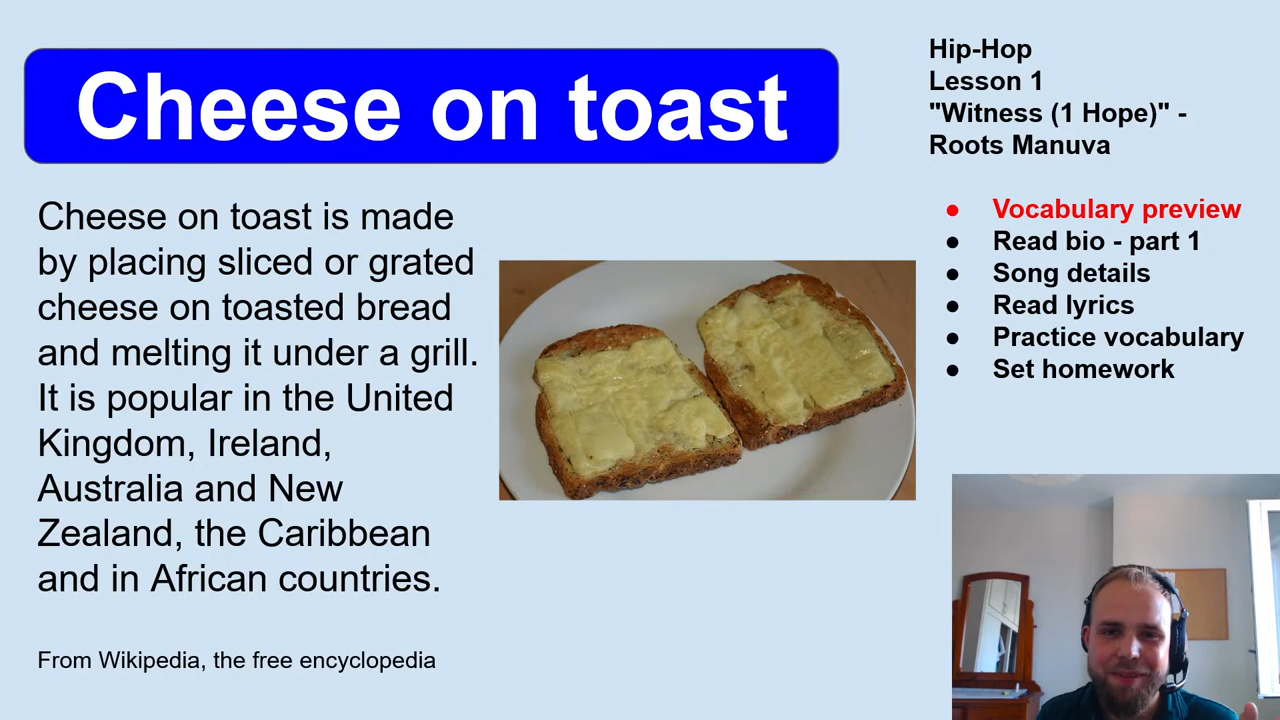 Cheese on toast
Cheese on toast is made
by placing sliced or grated
cheese on toasted bread
and melting it under a grill.
It is popular in the United
Kingdom, Ireland,
Australia and New
Zealand, the Caribbean
and in African countries.
From Wikipedia, the free encyclopedia
Hip-Hop
Lesson 1
"Witness (1 Hope)" -
Roots Manuva
● Vocabulary preview
● Read bio - part 1
● Song details
● Read lyrics
● Practice vocabulary
● Set homework